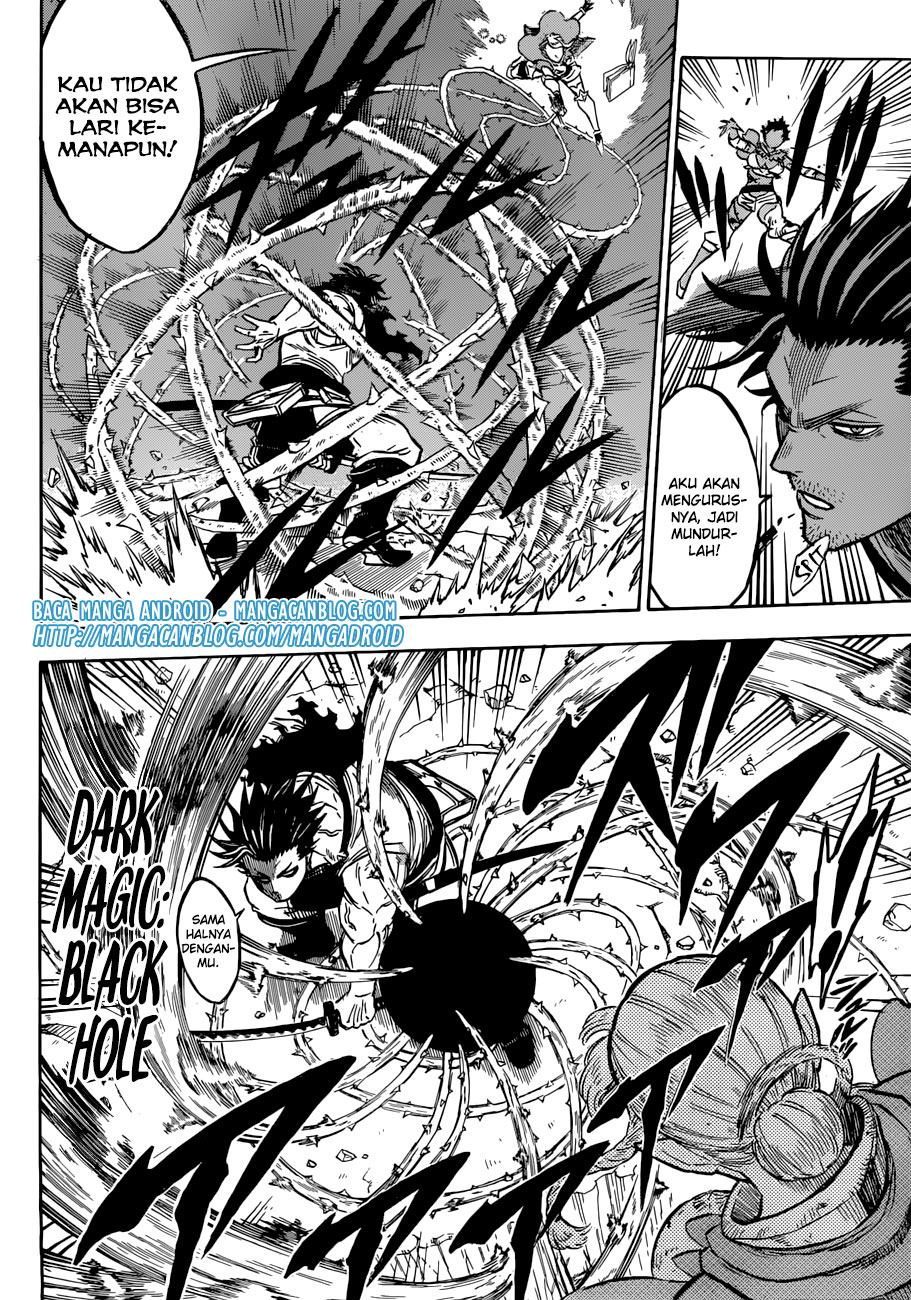 AKU AKAN
MENGURUS-
NYA, JADI
MUNDUR-
LAH!
SPIT
KAU TIDAK
AKAN BISA
LARI KE-
MANAPUN!
BACA MANGA ANDROID - MANGACANBLOG.COM
HTTP://MANGACANBLOG.COM/MANGADROID
DARK
MAGIC:
BLACK
HOLE
SAMA
HALNYA
DENGAN-
MU.